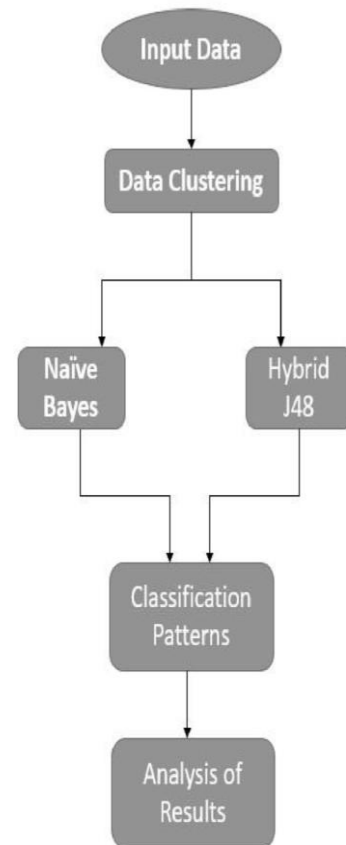 Input Data
Data Clustering
Naïve
Bayes
Hybrid
J48
Classification
Patterns
Analysis of
Results